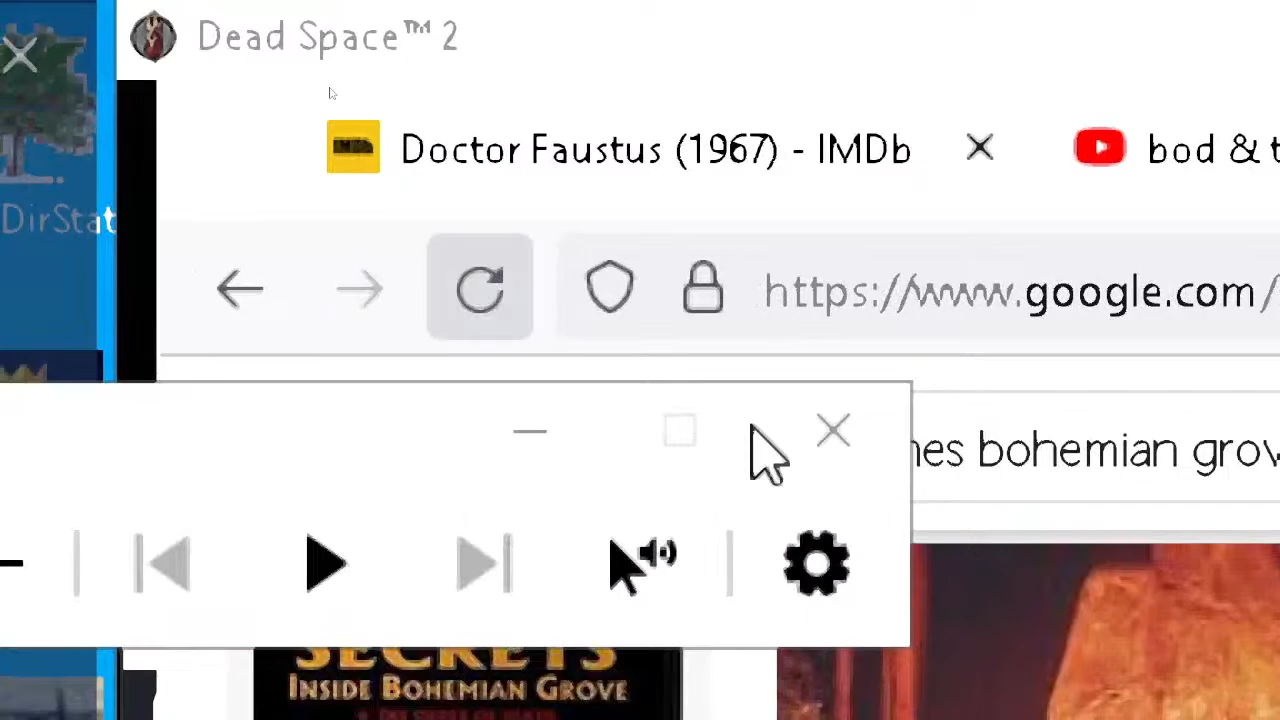 Dead Space™ 2
IMDb Doctor Faustus (1967) - IMDb
bod & t
DirStat
https://www.google.com/
nes bohemian grov
SECRETS
INSIDE BOHEMIAN GROVE